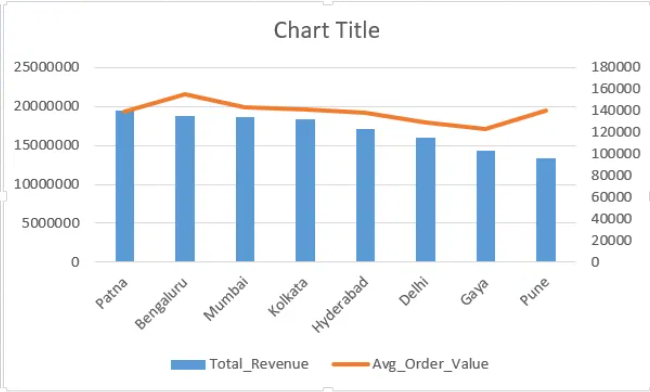 Chart Title
25000000
20000000
15000000
10000000
5000000
0
180000
160000
140000
120000
100000
80000
60000
40000
20000
0
Patna
Bengaluru
Mumbai
Kolkata
Hyderabad
Delhi
Gaya
Pune
Total_Revenue Avg_Order_Value